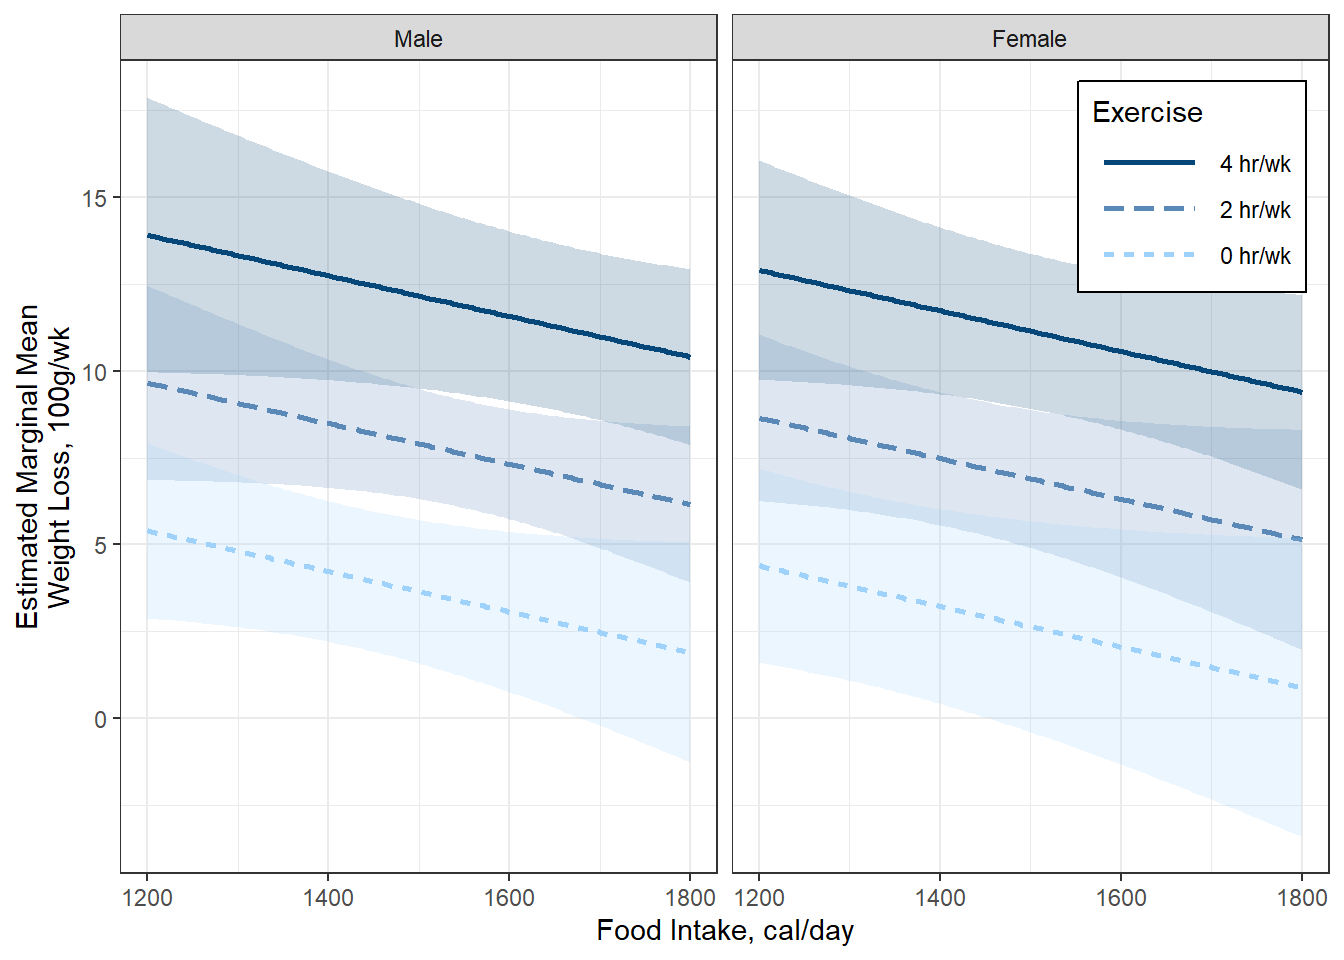 Male
Female
Exercise
4 hr/wk
2 hr/wk
0 hr/wk
Estimated Marginal Mean
Weight Loss, 100g/wk
15
10
5
0
1200
1400
1600
1800
1200
1400
1600
1800
Food Intake, cal/day